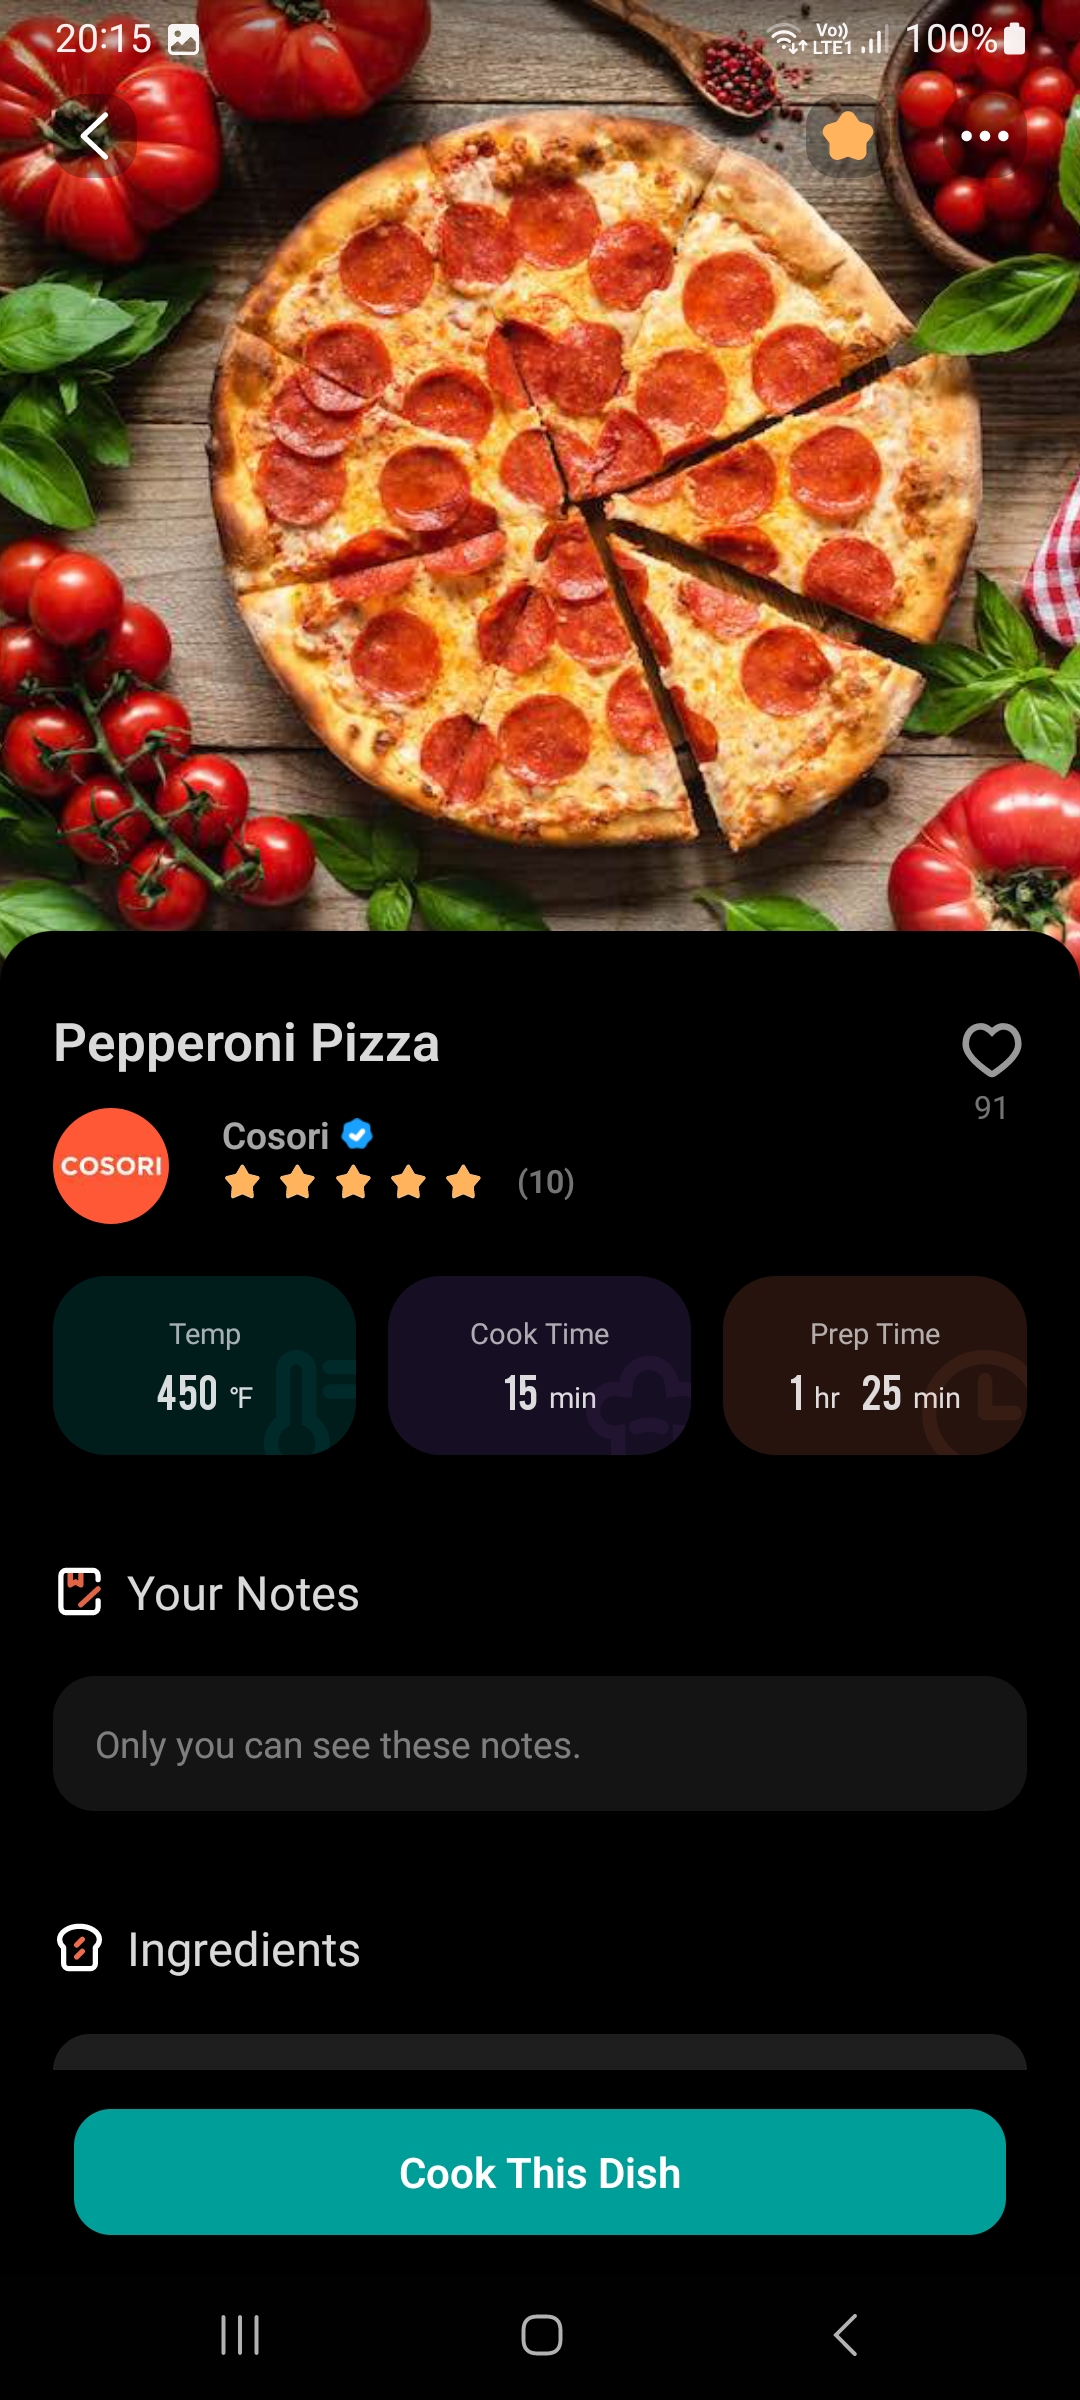 20:15 Vo)) LTE1 100%
Pepperoni Pizza
91
COSORI
Cosori
(10)
Temp
450 °F
Cook Time
15 min
Prep Time
1 hr 25 min
Your Notes
Only you can see these notes.
Ingredients
Cook This Dish